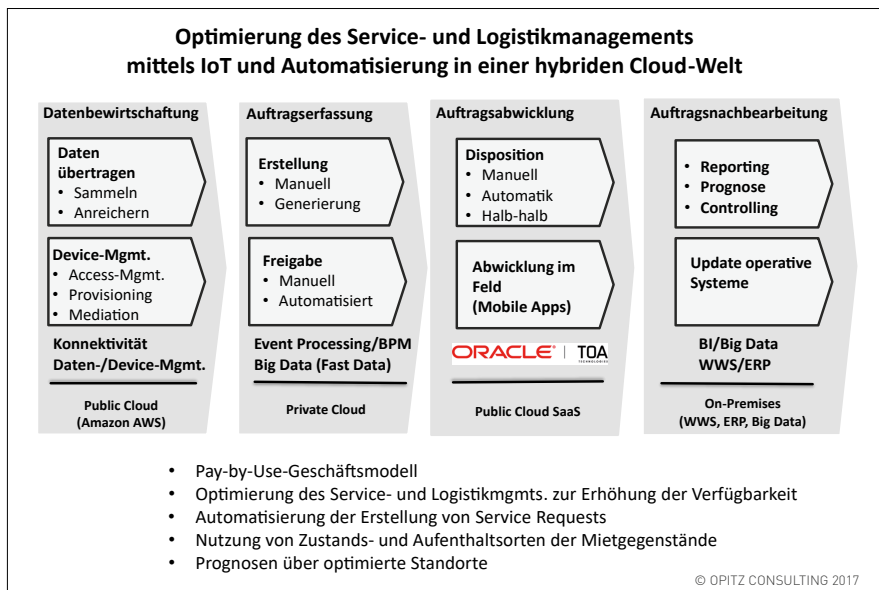 Optimierung des Service- und Logistikmanagements
mittels IoT und Automatisierung in einer hybriden Cloud-Welt
Datenbewirtschaftung
Daten
übertragen
• Sammeln
• Anreichern
Device-Mgmt.
• Access-Mgmt.
• Provisioning
• Mediation
Konnektivität
Daten-/Device-Mgmt.
Public Cloud
(Amazon AWS)
Auftragserfassung
Erstellung
• Manuell
• Generierung
Freigabe
• Manuell
• Automatisiert
Event Processing/BPM
Big Data (Fast Data)
Private Cloud
Auftragsabwicklung
Disposition
• Manuell
• Automatik
• Halb-halb
Abwicklung im
Feld
(Mobile Apps)
ORACLE® | TOA
TECHNOLOGIES
Public Cloud SaaS
Auftragsnachbearbeitung
• Reporting
• Prognose
• Controlling
Update operative
Systeme
BI/Big Data
WWS/ERP
On-Premises
(WWS, ERP, Big Data)
• Pay-by-Use-Geschäftsmodell
• Optimierung des Service- und Logistikmgmts. zur Erhöhung der Verfügbarkeit
• Automatisierung der Erstellung von Service Requests
• Nutzung von Zustands- und Aufenthaltsorten der Mietgegenstände
• Prognosen über optimierte Standorte
© OPITZ CONSULTING 2017